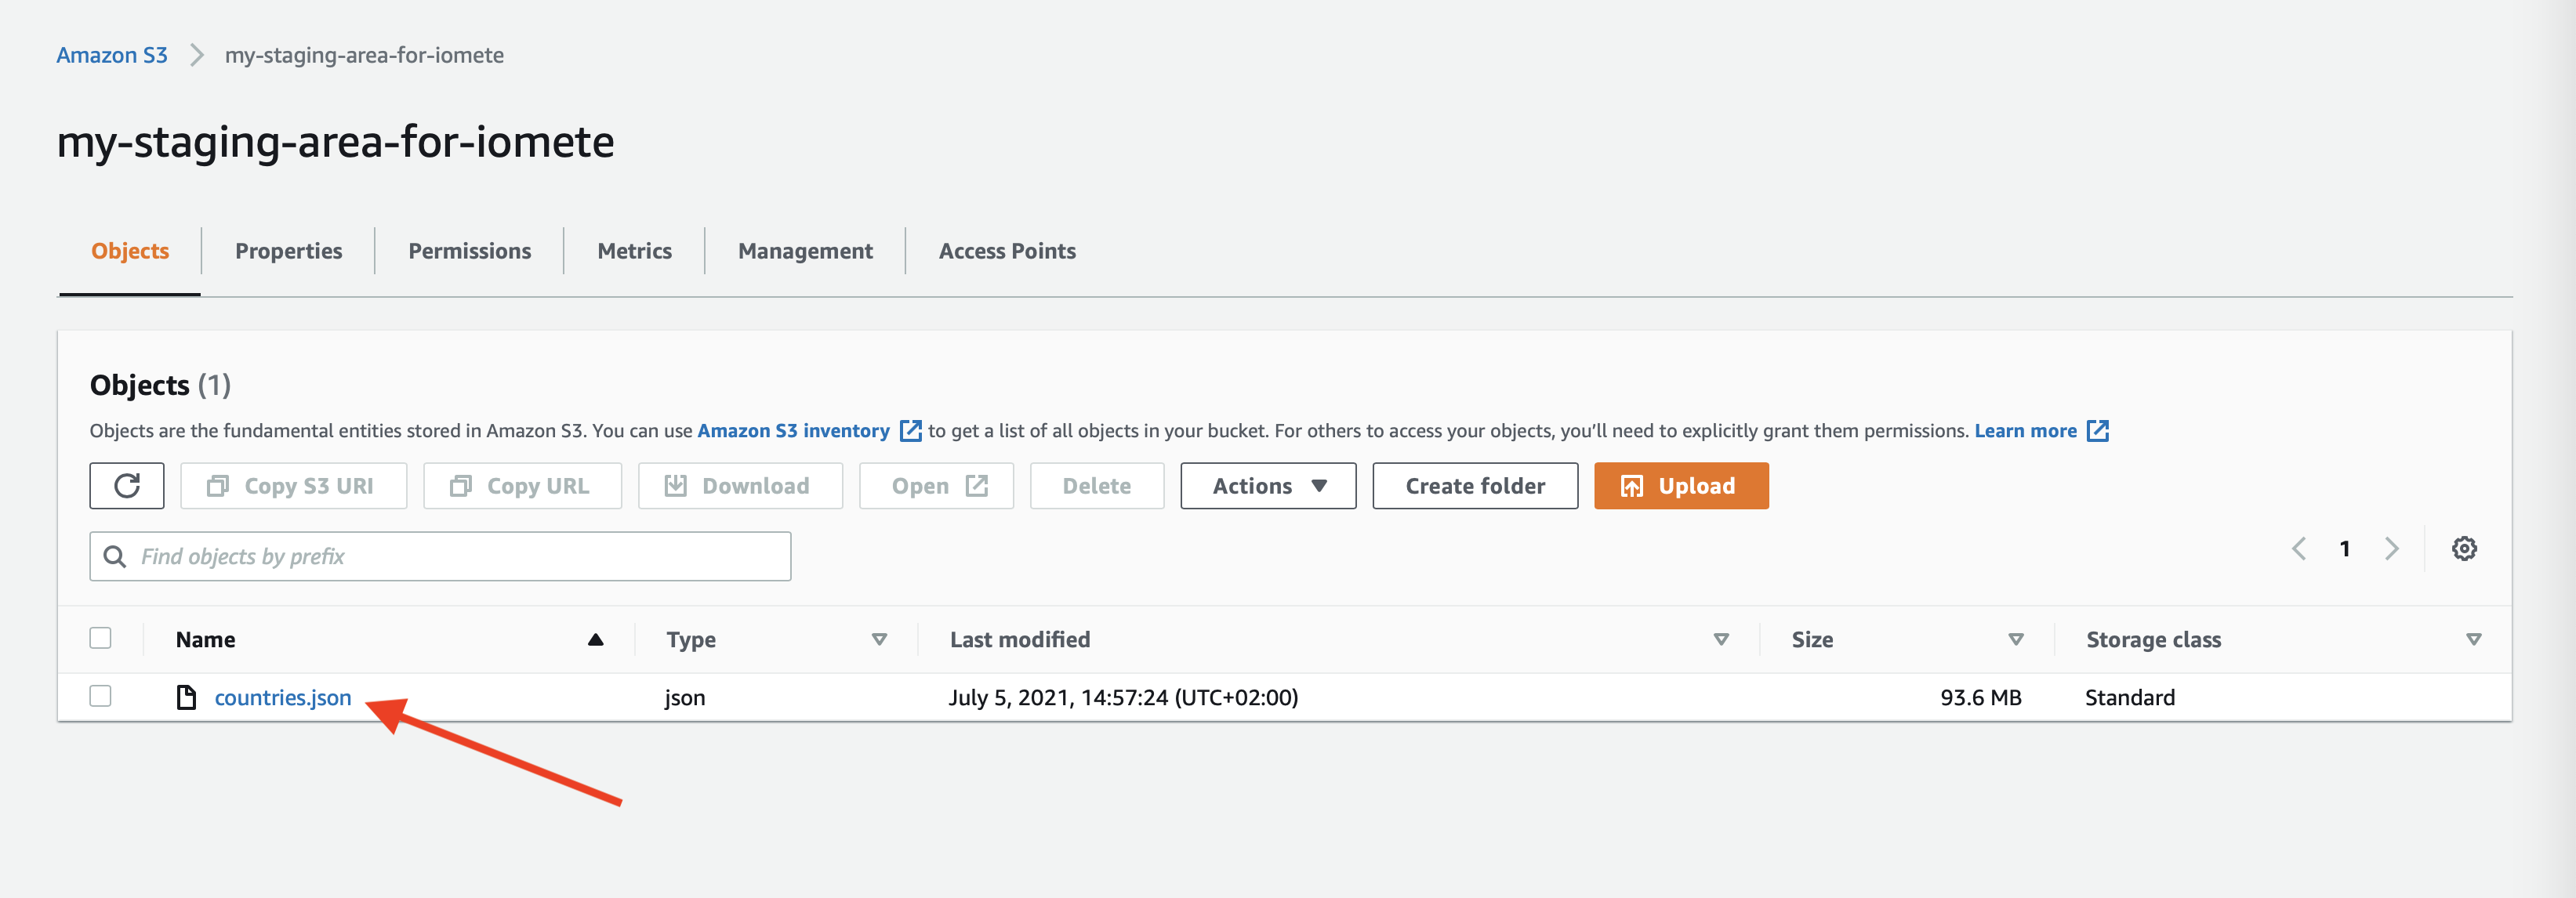 Amazon S3 my-staging-area-for-iomete
my-staging-area-for-iomete
Objects Properties Permissions Metrics Management Access Points
Objects (1)
Objects are the fundamental entities stored in Amazon S3. You can use Amazon S3 inventory to get a list of all objects in your bucket. For others to access your objects, you’ll need to explicitly grant them permissions. Learn more
Copy S3 URI Copy URL Download Open Delete Actions Create folder Upload
Find objects by prefix 1
Name Type Last modified Size Storage class
countries.json json July 5, 2021, 14:57:24 (UTC+02:00) 93.6 MB Standard